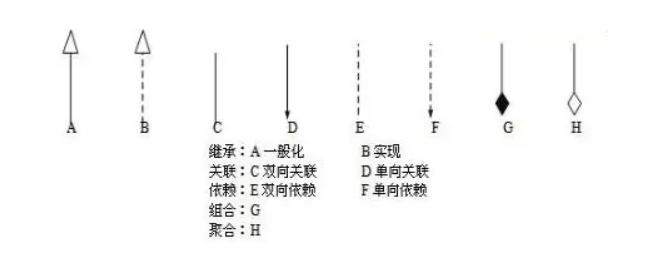 A B C D E F G H
继承：A 一般化 B 实现
关联：C 双向关联 D 单向关联
依赖：E 双向依赖 F 单向依赖
组合：G
聚合：H